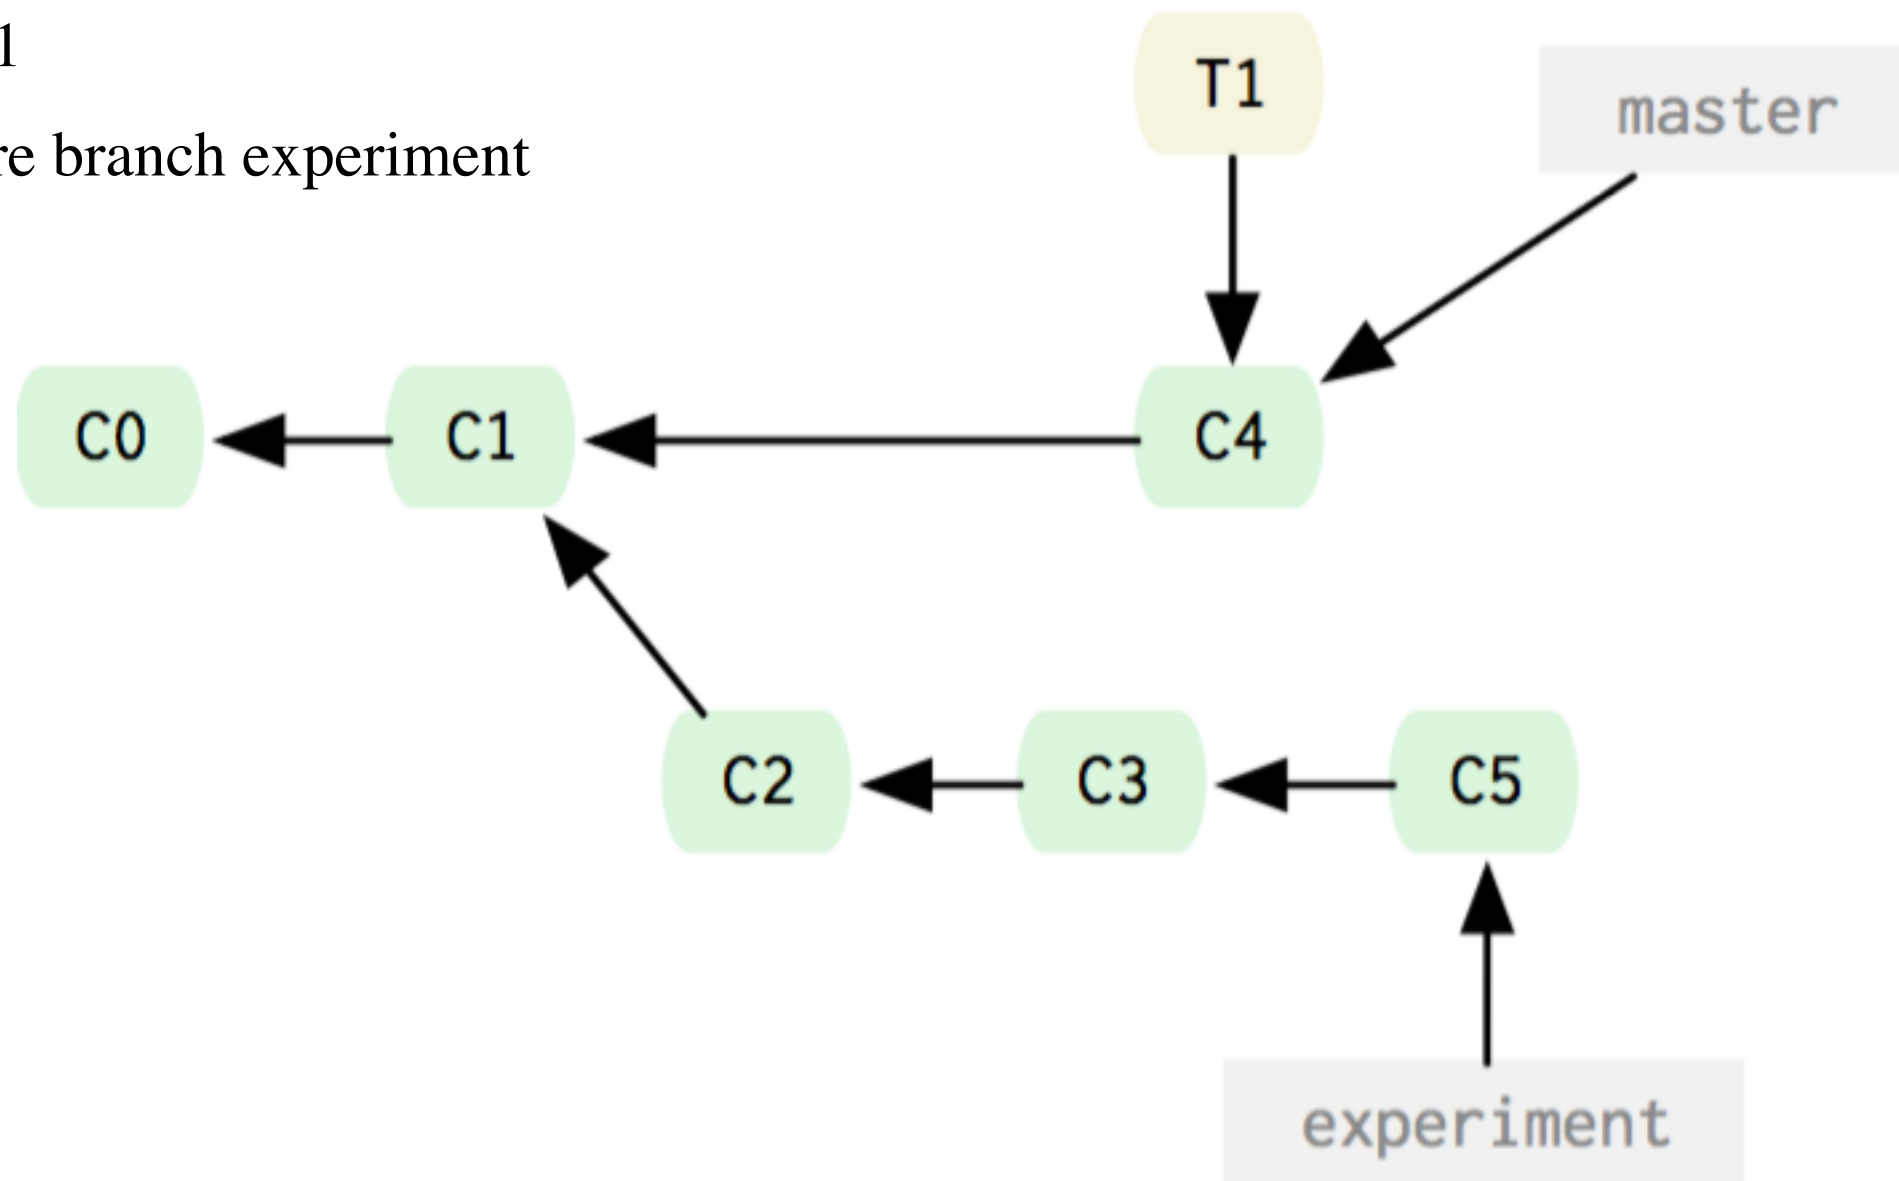 1
re branch experiment
T1
master
C0
C1
C4
C2
C3
C5
experiment